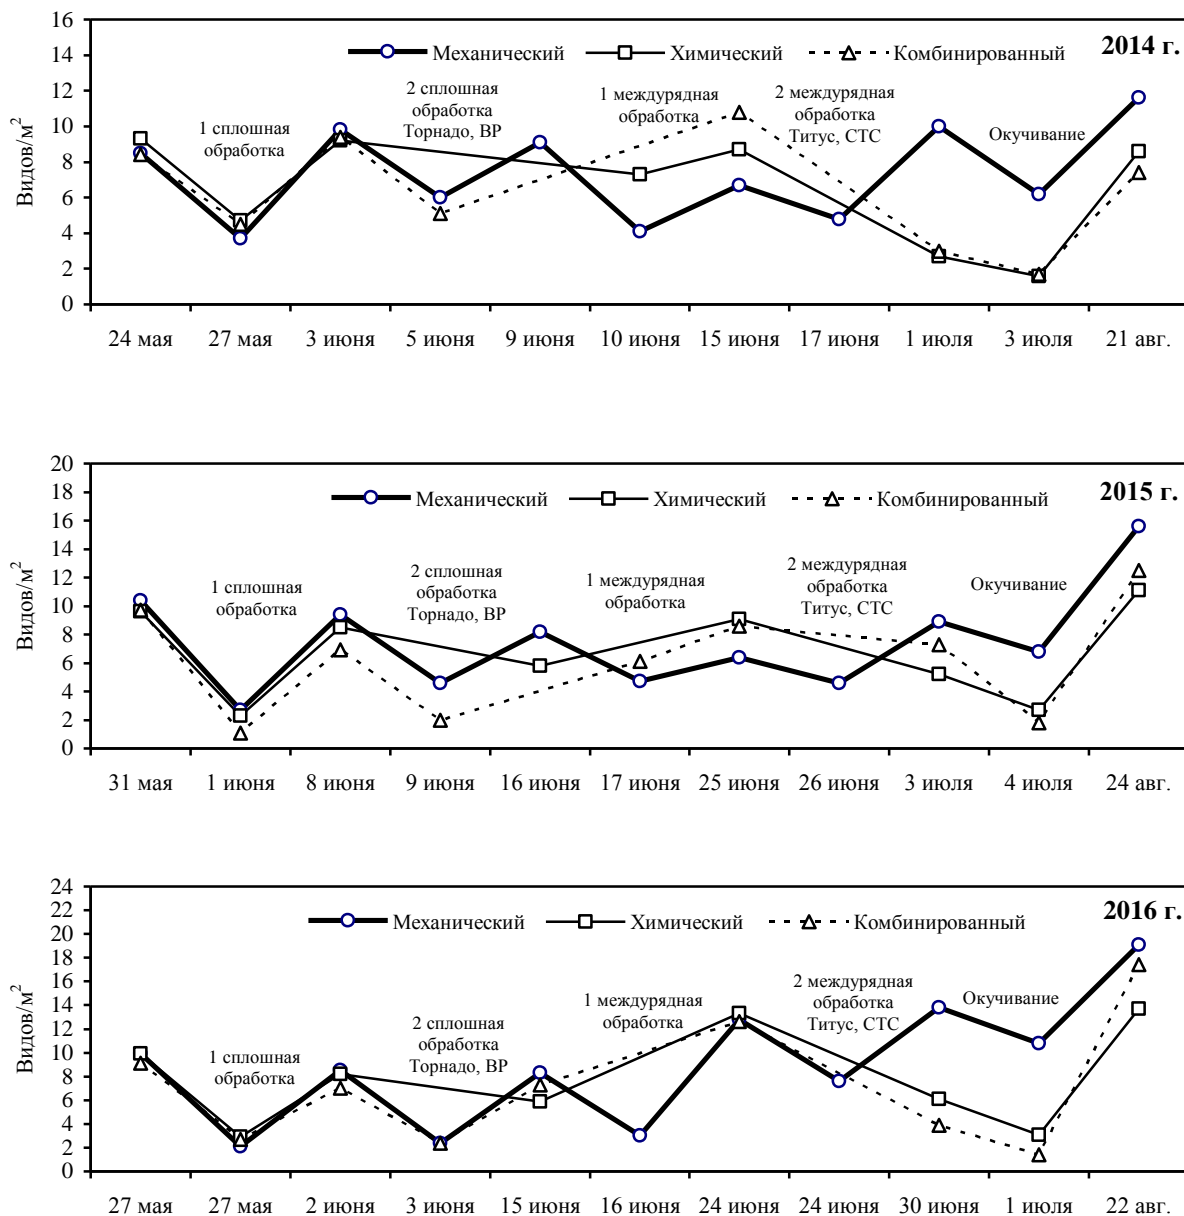 16
14
12
10
8
6
4
2
0
Видов/м²
Механический Химический Комбинированный 2014 г.
1 сплошная
обработка
2 сплошная
обработка
Торнадо, ВР
1 междурядная
обработка
2 междурядная
обработка
Титус, СТС
Окучивание
24 мая 27 мая 3 июня 5 июня 9 июня 10 июня 15 июня 17 июня 1 июля 3 июля 21 авг.
20
18
16
14
12
10
8
6
4
2
0
Видов/м²
Механический Химический Комбинированный 2015 г.
1 сплошная
обработка
2 сплошная
обработка
Торнадо, ВР
1 междурядная
обработка
2 междурядная
обработка
Титус, СТС
Окучивание
31 мая 1 июня 8 июня 9 июня 16 июня 17 июня 25 июня 26 июня 3 июля 4 июля 24 авг.
24
22
20
18
16
14
12
10
8
6
4
2
0
Видов/м²
Механический Химический Комбинированный 2016 г.
1 сплошная
обработка
2 сплошная
обработка
Торнадо, ВР
1 междурядная
обработка
2 междурядная
обработка
Титус, СТС
Окучивание
27 мая 27 мая 2 июня 3 июня 15 июня 16 июня 24 июня 24 июня 30 июня 1 июля 22 авг.